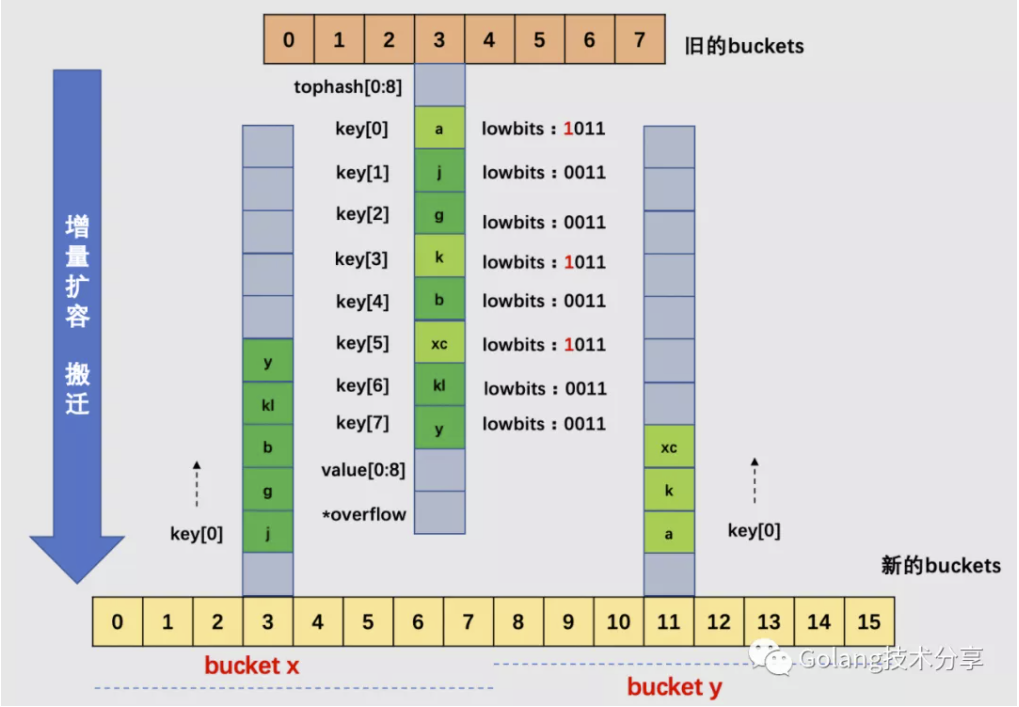 0 1 2 3 4 5 6 7 旧的buckets
tophash[0:8]
key[0] a lowbits：1011
key[1] j lowbits：0011
key[2] g lowbits：0011
key[3] k lowbits：1011
key[4] b lowbits：0011
key[5] xc lowbits：1011
key[6] kl lowbits：0011
key[7] y lowbits：0011
value[0:8]
*overflow
增量扩容 搬迁
y
kl
b
g
j
key[0]
xc
k
a
key[0]
新的buckets
0 1 2 3 4 5 6 7 8 9 10 11 12 13 14 15
bucket x
bucket y
Golang技术分享